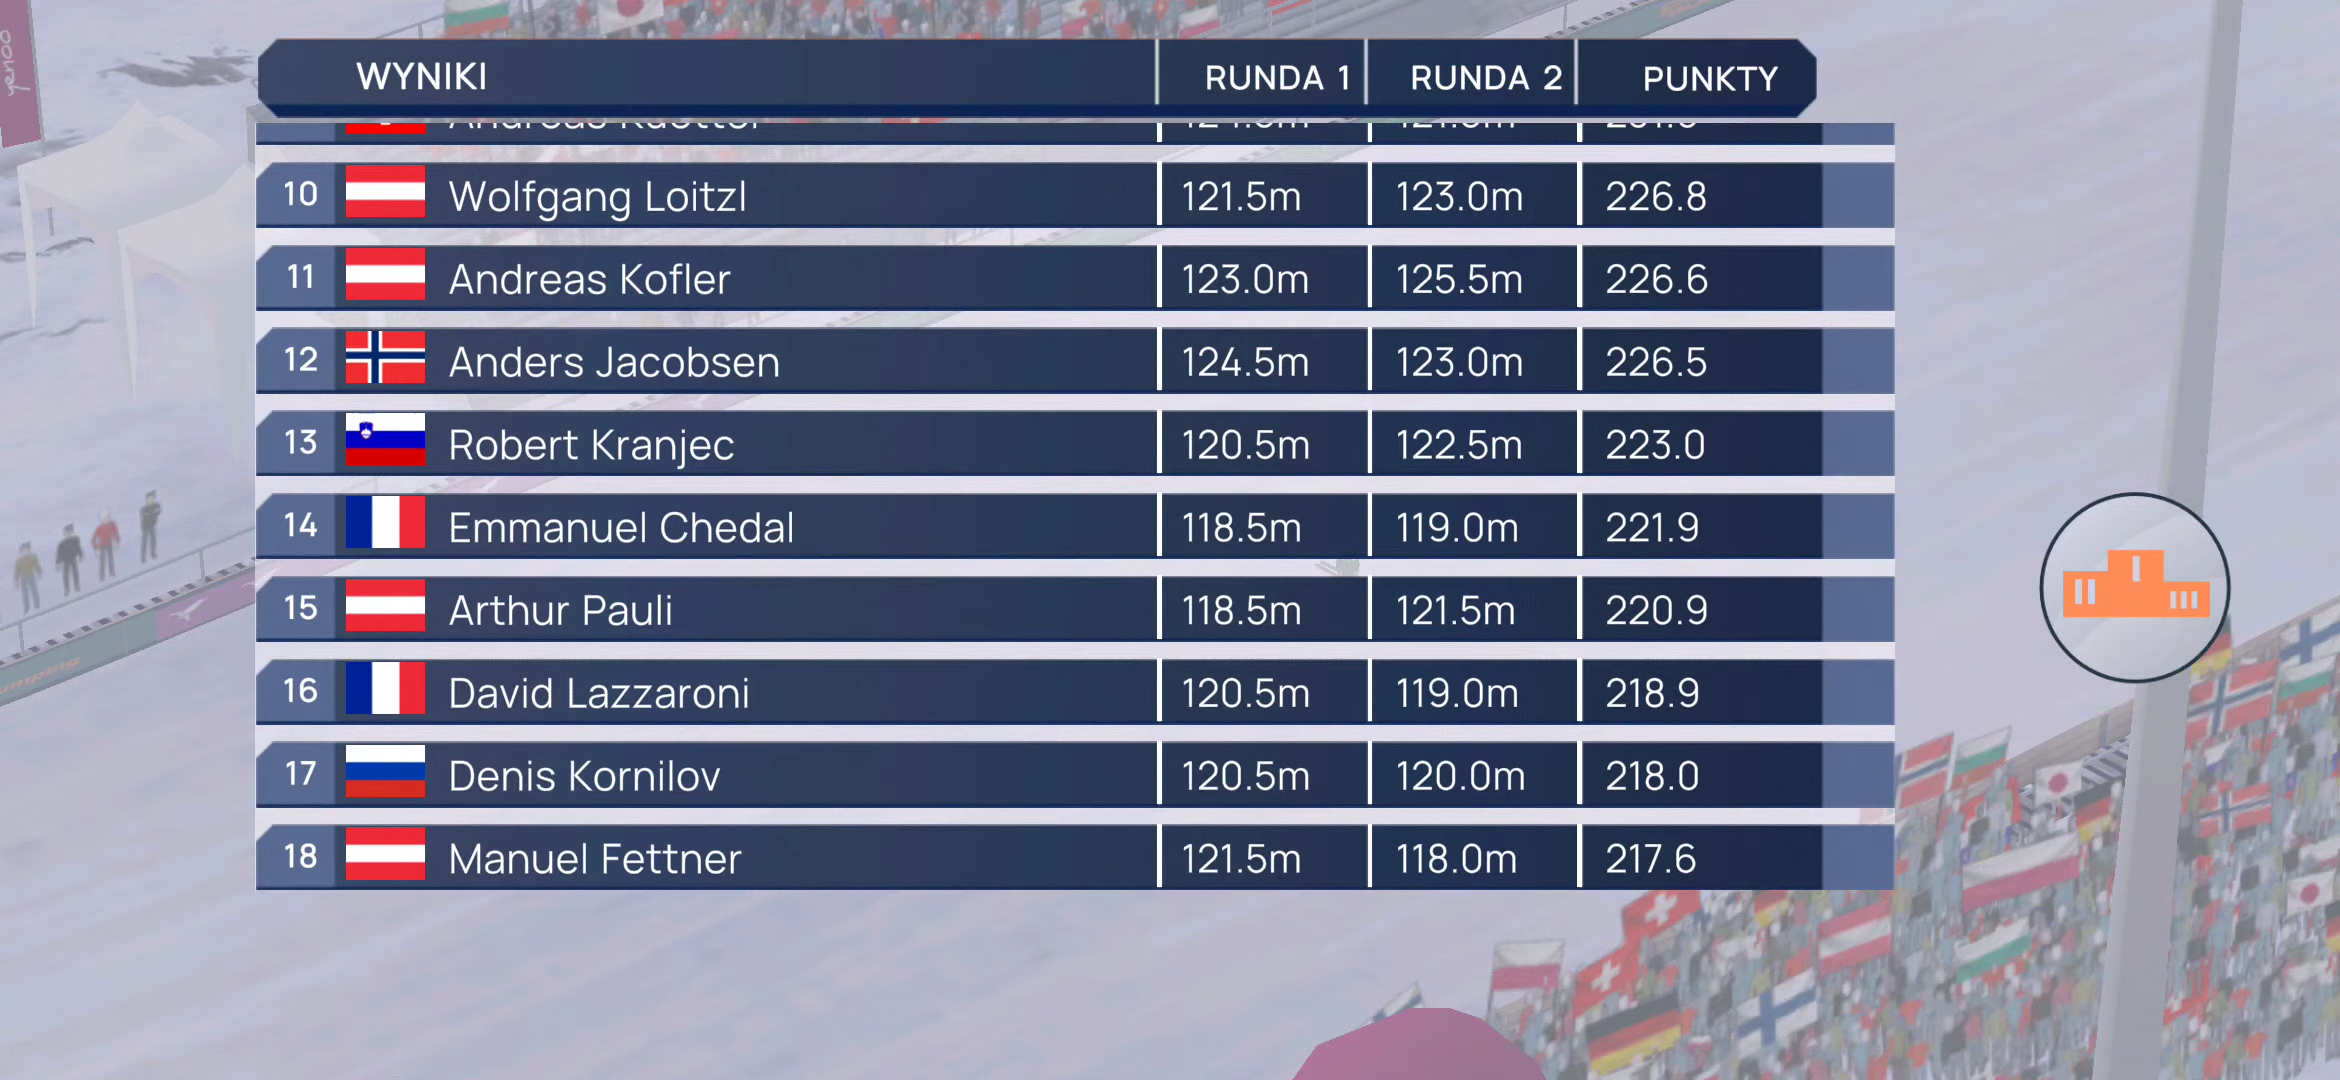 WYNIKI RUNDA 1 RUNDA 2 PUNKTY
10 Wolfgang Loitzl 121.5m 123.0m 226.8
11 Andreas Kofler 123.0m 125.5m 226.6
12 Anders Jacobsen 124.5m 123.0m 226.5
13 Robert Kranjec 120.5m 122.5m 223.0
14 Emmanuel Chedal 118.5m 119.0m 221.9
15 Arthur Pauli 118.5m 121.5m 220.9
16 David Lazzaroni 120.5m 119.0m 218.9
17 Denis Kornilov 120.5m 120.0m 218.0
18 Manuel Fettner 121.5m 118.0m 217.6